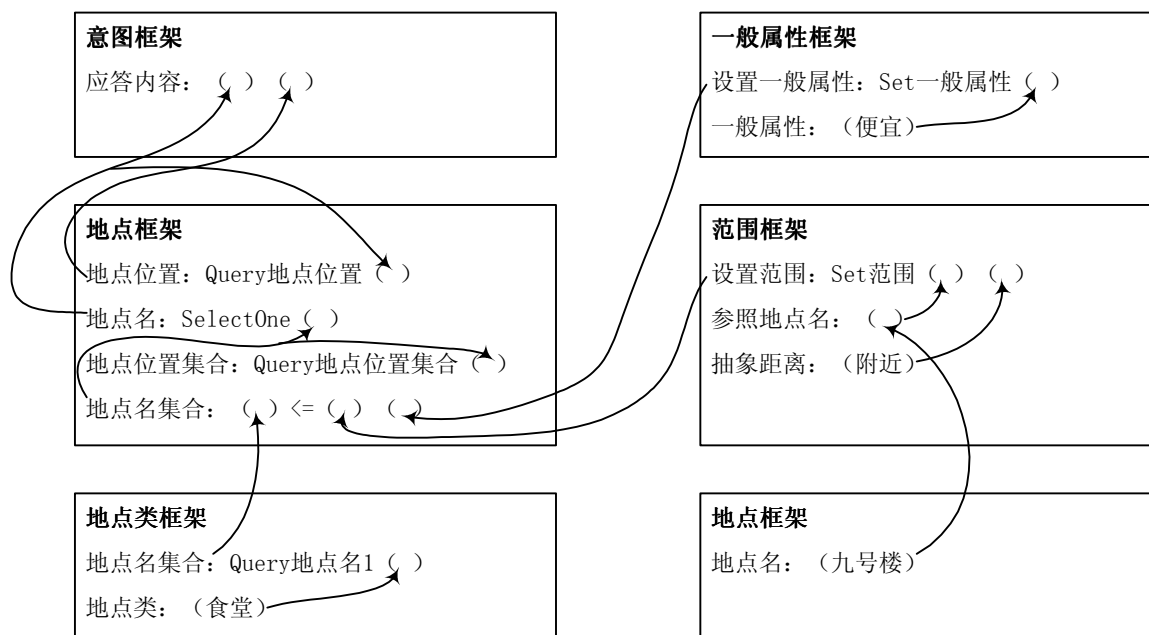 意图框架
应答内容：（ ）（ ）
一般属性框架
设置一般属性：Set一般属性（ ）
一般属性：（便宜）
地点框架
地点位置：Query地点位置（ ）
地点名：SelectOne（ ）
地点位置集合：Query地点位置集合（ ）
地点名集合：（ ）<=（ ）（ ）
范围框架
设置范围：Set范围（ ）（ ）
参照地点名：（ ）
抽象距离：（附近）
地点类框架
地点名集合：Query地点名1（ ）
地点类：（食堂）
地点框架
地点名：（九号楼）